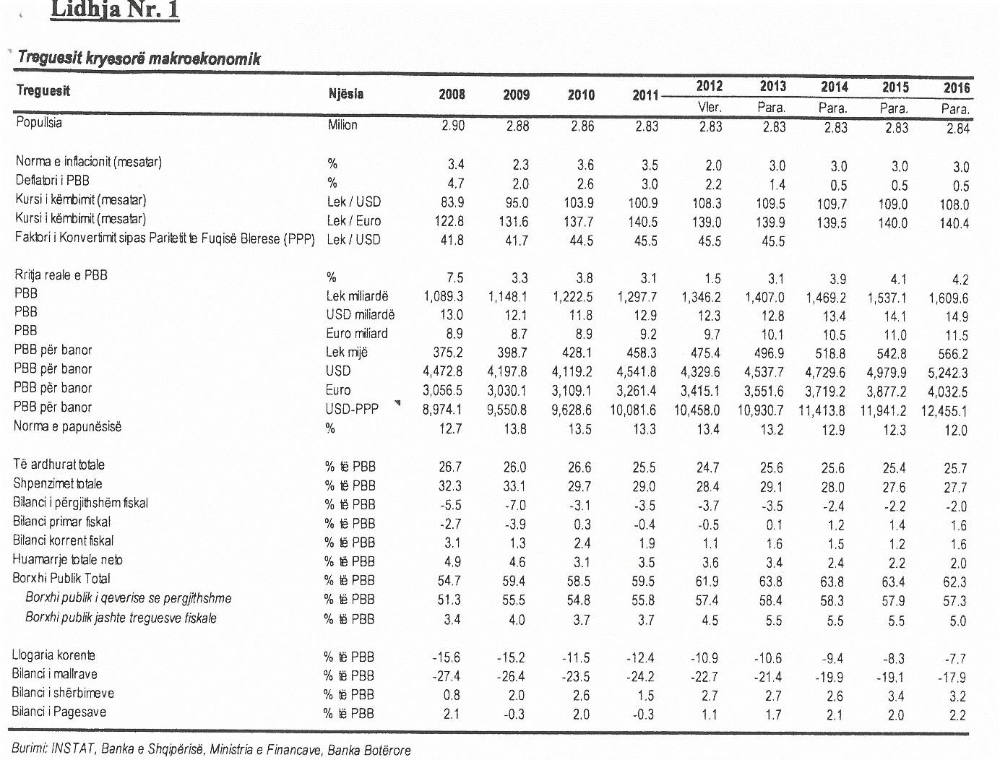 Lidhja Nr. 1
Treguesit kryesorë makroekonomik
Treguesit Njësia 2008 2009 2010 2011 2012 2013 2014 2015 2016
Vler. Para. Para. Para. Para.
Popullsia Milion 2.90 2.88 2.86 2.83 2.83 2.83 2.83 2.83 2.84
Norma e inflacionit (mesatar) % 3.4 2.3 3.6 3.5 2.0 3.0 3.0 3.0 3.0
Deflatori i PBB % 4.7 2.0 2.6 3.0 2.2 1.4 0.5 0.5 0.5
Kursi i këmbimit (mesatar) Lek / USD 83.9 95.0 103.9 100.9 108.3 109.5 109.7 109.0 108.0
Kursi i këmbimit (mesatar) Lek / Euro 122.8 131.6 137.7 140.5 139.0 139.9 139.5 140.0 140.4
Faktori i Konvertimit sipas Paritetit te Fuqisë Blerese (PPP) Lek / USD 41.8 41.7 44.5 45.5 45.5 45.5
Rritja reale e PBB % 7.5 3.3 3.8 3.1 1.5 3.1 3.9 4.1 4.2
PBB Lek miliardë 1,089.3 1,148.1 1,222.5 1,297.7 1,346.2 1,407.0 1,469.2 1,537.1 1,609.6
PBB USD miliardë 13.0 12.1 11.8 12.9 12.3 12.8 13.4 14.1 14.9
PBB Euro miliard 8.9 8.7 8.9 9.2 9.7 10.1 10.5 11.0 11.5
PBB për banor Lek mijë 375.2 398.7 428.1 458.3 475.4 496.9 518.8 542.8 566.2
PBB për banor USD 4,472.8 4,197.8 4,119.2 4,541.8 4,329.6 4,537.7 4,729.6 4,979.9 5,242.3
PBB për banor Euro 3,056.5 3,030.1 3,109.1 3,261.4 3,415.1 3,551.6 3,719.2 3,877.2 4,032.5
PBB për banor USD-PPP 8,974.1 9,550.8 9,628.6 10,081.6 10,458.0 10,930.7 11,413.8 11,941.2 12,455.1
Norma e papunësisë % 12.7 13.8 13.5 13.3 13.4 13.2 12.9 12.3 12.0
Të ardhurat totale % të PBB 26.7 26.0 26.6 25.5 24.7 25.6 25.6 25.4 25.7
Shpenzimet totale % të PBB 32.3 33.1 29.7 29.0 28.4 29.1 28.0 27.6 27.7
Bilanci i përgjithshëm fiskal % të PBB -5.5 -7.0 -3.1 -3.5 -3.7 -3.5 -2.4 -2.2 -2.0
Bilanci primar fiskal % të PBB -2.7 -3.9 0.3 -0.4 -0.5 0.1 1.2 1.4 1.6
Bilanci korrent fiskal % të PBB 3.1 1.3 2.4 1.9 1.1 1.6 1.5 1.2 1.6
Huamarrje totale neto % të PBB 4.9 4.6 3.1 3.5 3.6 3.4 2.4 2.2 2.0
Borxhi Publik Total % të PBB 54.7 59.4 58.5 59.5 61.9 63.8 63.8 63.4 62.3
Borxhi publik i qeverise se pergjithshme % të PBB 51.3 55.5 54.8 55.8 57.4 58.4 58.3 57.9 57.3
Borxhi publik jashte treguesve fiskale % të PBB 3.4 4.0 3.7 3.7 4.5 5.5 5.5 5.5 5.0
Llogaria korente % të PBB -15.6 -15.2 -11.5 -12.4 -10.9 -10.6 -9.4 -8.3 -7.7
Bilanci i mallrave % të PBB -27.4 -26.4 -23.5 -24.2 -22.7 -21.4 -19.9 -19.1 -17.9
Bilanci i shërbimeve % të PBB 0.8 2.0 2.6 1.5 2.7 2.7 2.6 3.4 3.2
Bilanci i Pagesave % të PBB 2.1 -0.3 2.0 -0.3 1.1 1.7 2.1 2.0 2.2
Burimi: INSTAT, Banka e Shqipërisë, Ministria e Financave, Banka Botërore